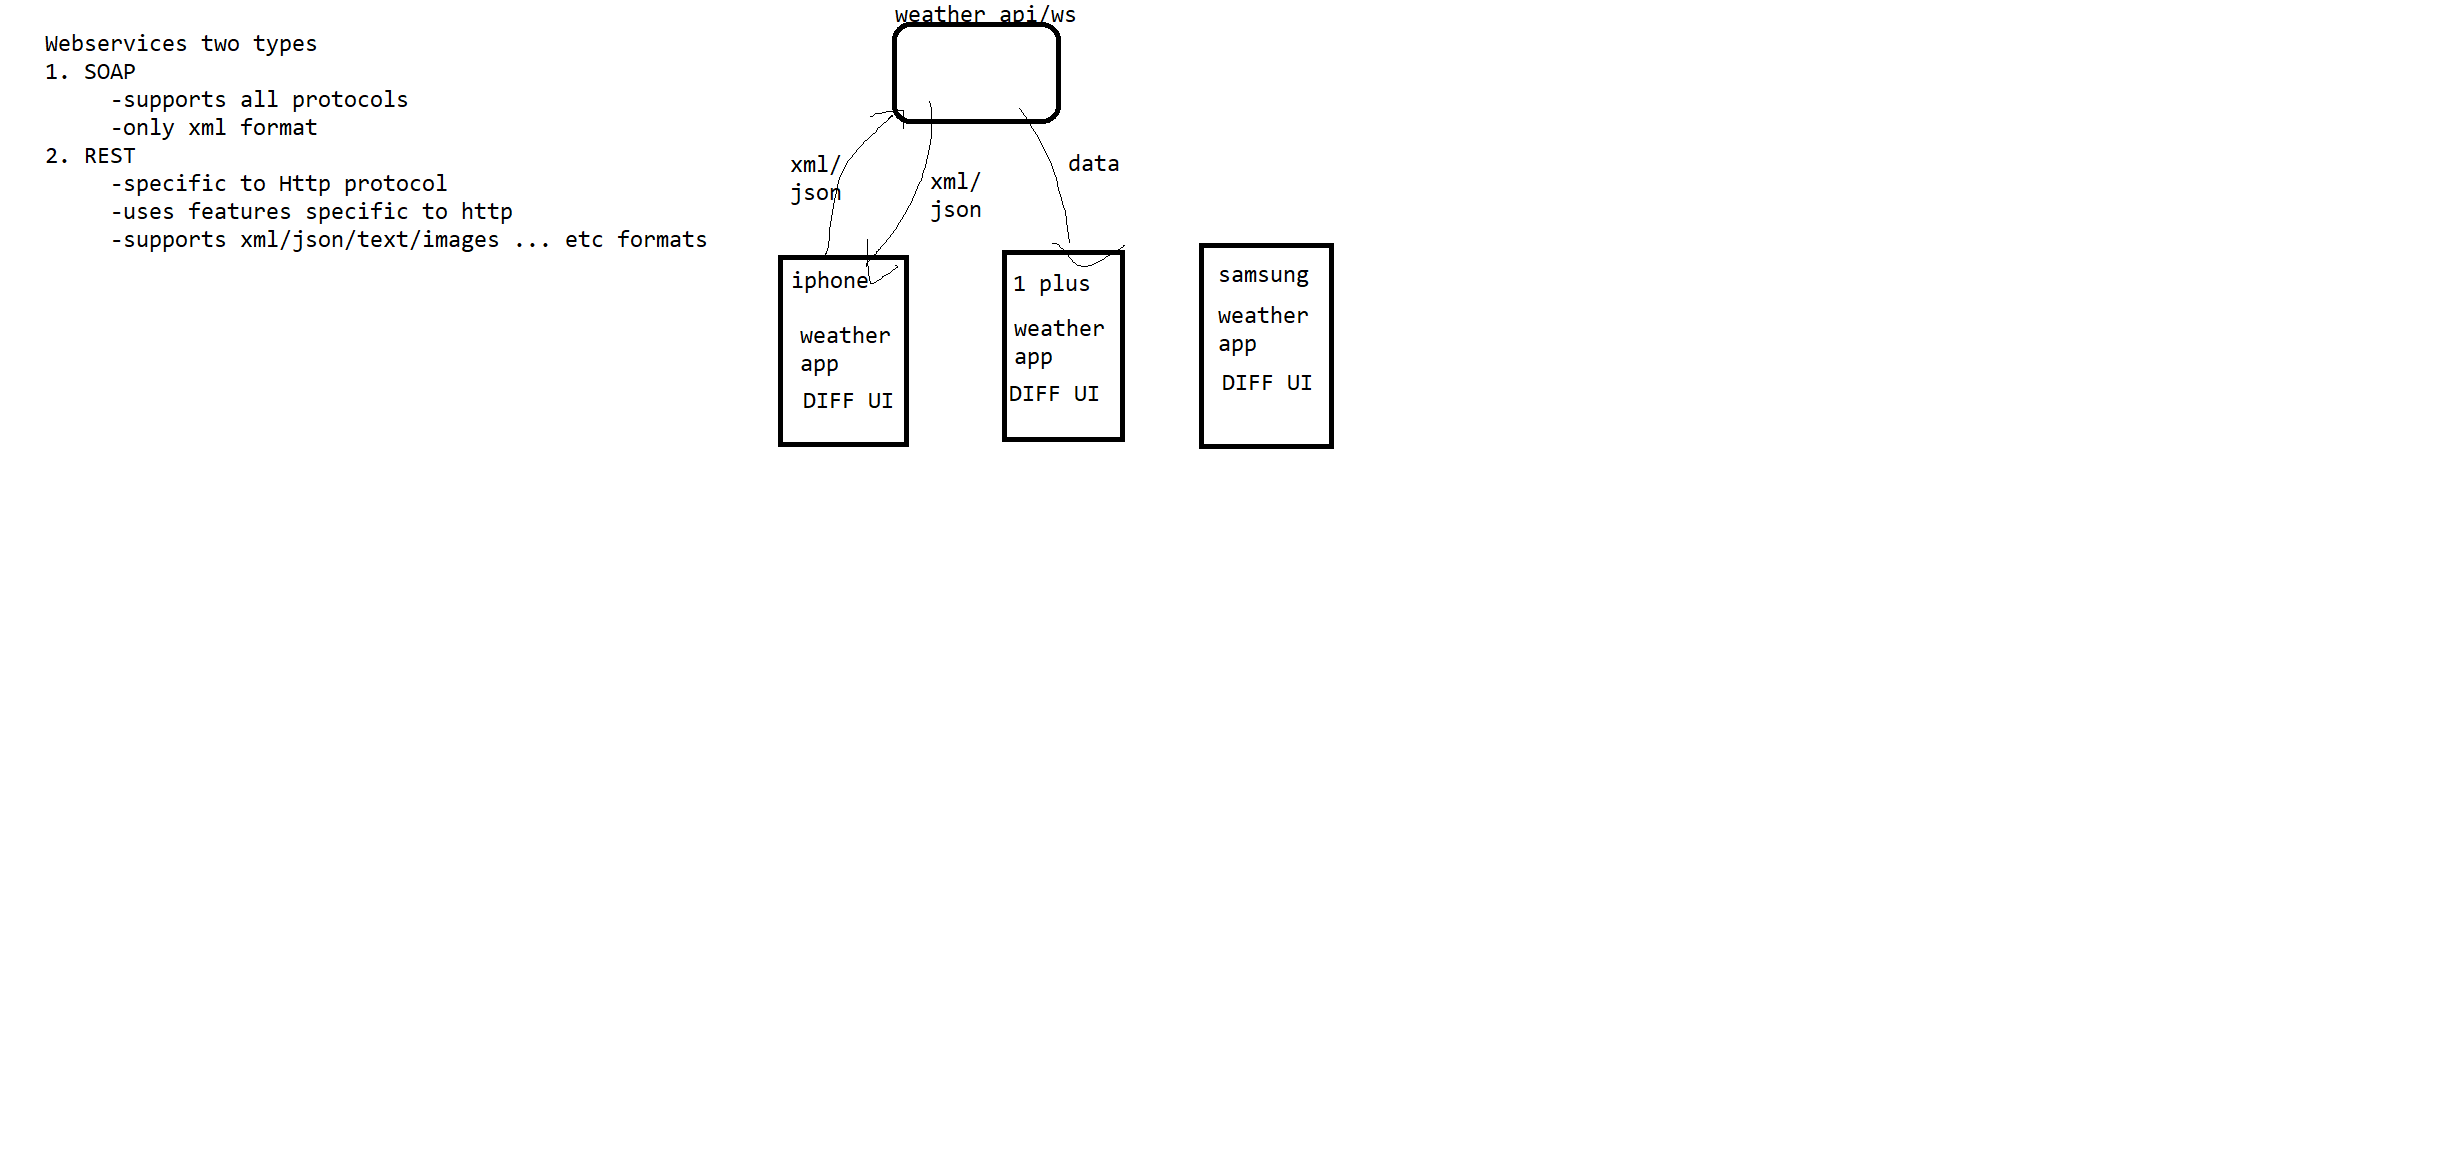 Webservices two types
1. SOAP
-supports all protocols
-only xml format
2. REST
-specific to Http protocol
-uses features specific to http
-supports xml/json/text/images ... etc formats
weather api/ws
xml/
json
xml/
json
data
iphone
weather
app
DIFF UI
1 plus
weather
app
DIFF UI
samsung
weather
app
DIFF UI